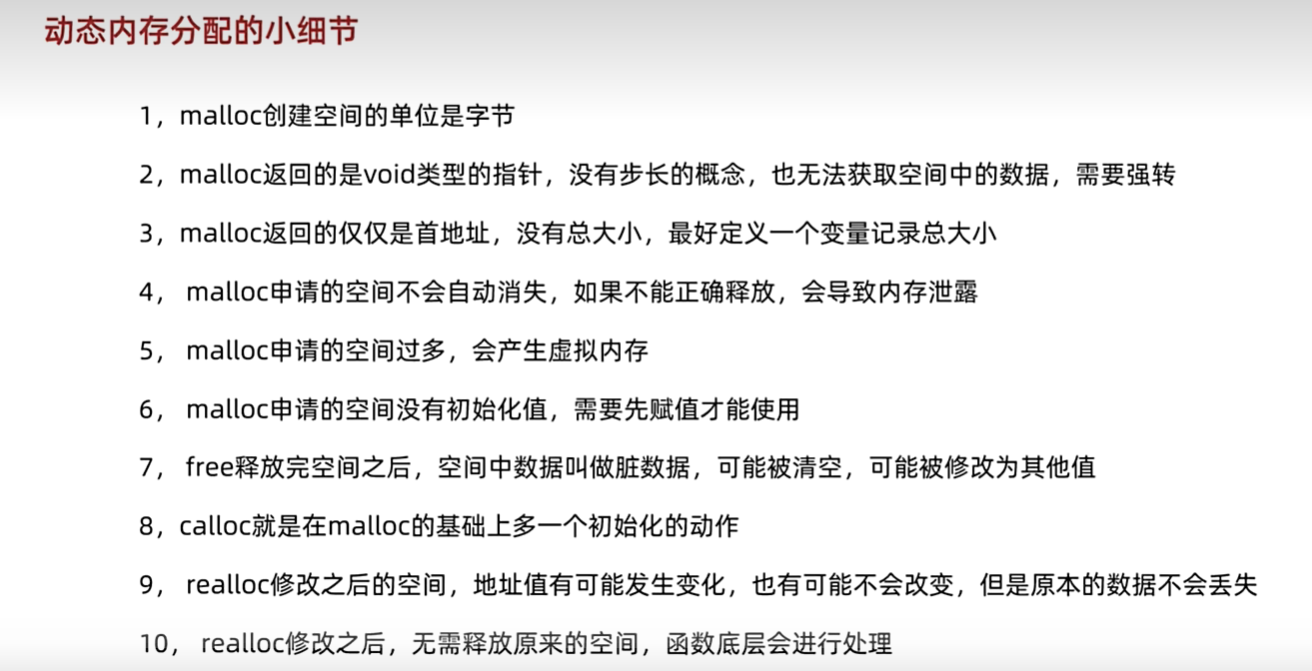 动态内存分配的小细节
1，malloc创建空间的单位是字节
2，malloc返回的是void类型的指针，没有步长的概念，也无法获取空间中的数据，需要强转
3，malloc返回的仅仅是首地址，没有总大小，最好定义一个变量记录总大小
4， malloc申请的空间不会自动消失，如果不能正确释放，会导致内存泄露
5， malloc申请的空间过多，会产生虚拟内存
6， malloc申请的空间没有初始化值，需要先赋值才能使用
7， free释放完空间之后，空间中数据叫做脏数据，可能被清空，可能被修改为其他值
8，calloc就是在malloc的基础上多一个初始化的动作
9， realloc修改之后的空间，地址值有可能发生变化，也有可能不会改变，但是原本的数据不会丢失
10， realloc修改之后，无需释放原来的空间，函数底层会进行处理